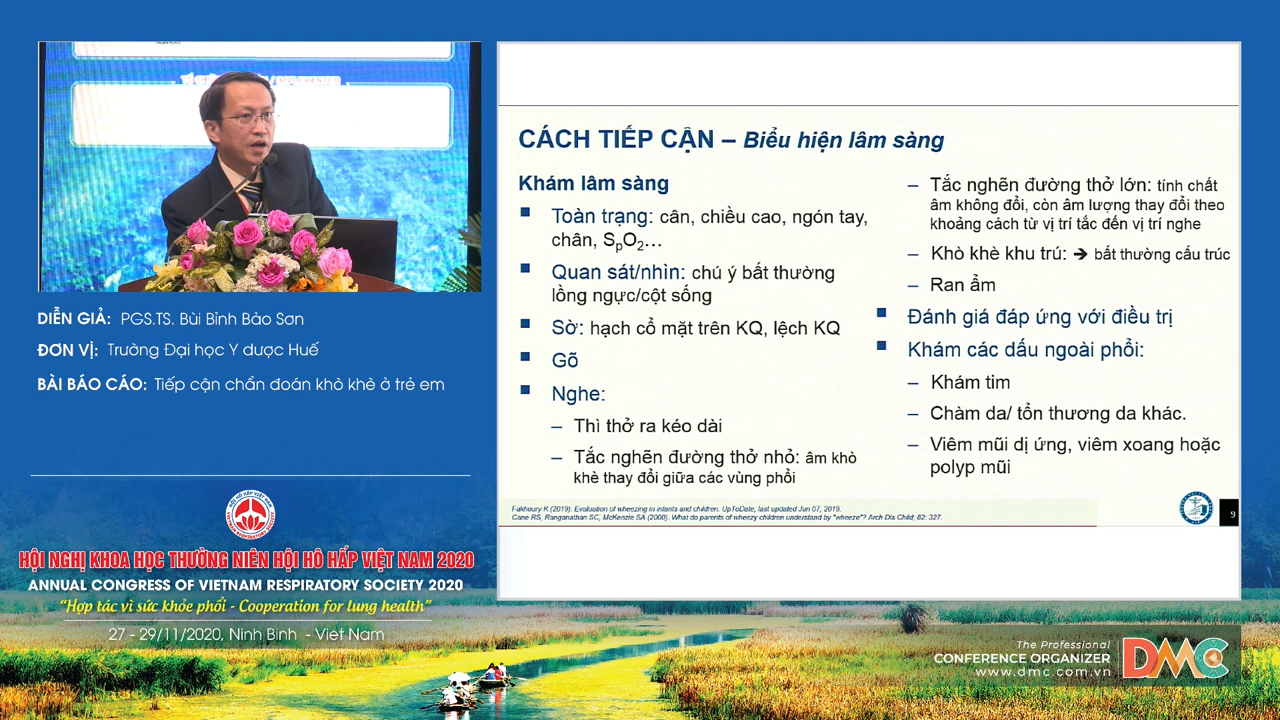 DIỄN GIẢ: PGS.TS. Bùi Bỉnh Bảo Sơn
ĐƠN VỊ: Trường Đại học Y dược Huế
BÀI BÁO CÁO: Tiếp cận chẩn đoán khò khè ở trẻ em
HỘI NGHỊ KHOA HỌC THƯỜNG NIÊN HỘI HÔ HẤP VIỆT NAM 2020
ANNUAL CONGRESS OF VIETNAM RESPIRATORY SOCIETY 2020
“Hợp tác vì sức khỏe phổi - Cooperation for lung health”
27 - 29/11/2020, Ninh Bình - Việt Nam
CÁCH TIẾP CẬN – Biểu hiện lâm sàng
Khám lâm sàng
Toàn trạng: cân, chiều cao, ngón tay,
chân, SpO2...
Quan sát/nhìn: chú ý bất thường
lồng ngực/cột sống
Sờ: hạch cổ mặt trên KQ, lệch KQ
Gõ
Nghe:
– Thì thở ra kéo dài
– Tắc nghẽn đường thở nhỏ: âm khò
khè thay đổi giữa các vùng phổi
– Tắc nghẽn đường thở lớn: tính chất
âm không đổi, còn âm lượng thay đổi theo
khoảng cách từ vị trí tắc đến vị trí nghe
– Khò khè khu trú: ➔ bất thường cấu trúc
– Ran ẩm
Đánh giá đáp ứng với điều trị
Khám các dấu ngoài phổi:
– Khám tim
– Chàm da/ tổn thương da khác.
– Viêm mũi dị ứng, viêm xoang hoặc
polyp mũi
Fakhoury K (2019). Evaluation of wheezing in infants and children. UpToDate, last updated Jun 07, 2019.
Cane RS, Ranganathan SC, McKenzie SA (2000). What do parents of wheezy children understand by "wheeze"? Arch Dis Child; 82: 327.
9
The Professional
CONFERENCE ORGANIZER
www.dmc.com.vn
DMC